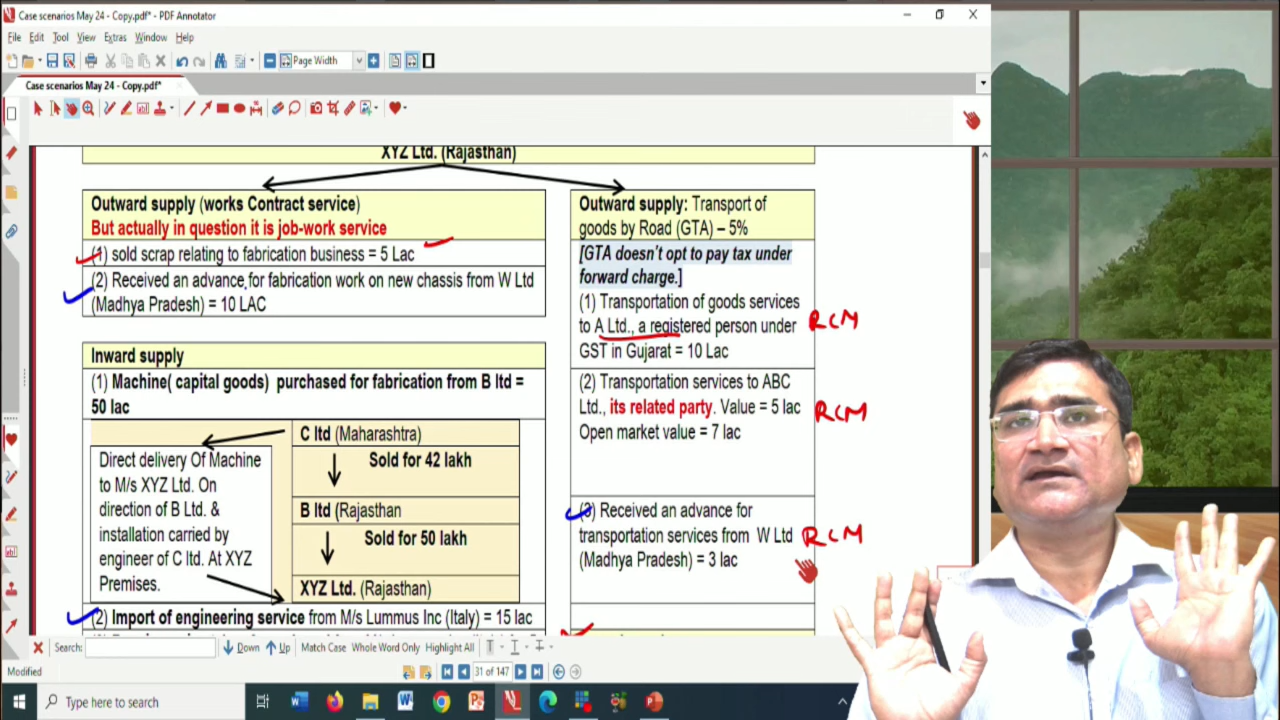 Case scenarios May 24 - Copy.pdf* - PDF Annotator
File Edit Tool View Extras Window Help
Page Width
Case scenarios May 24 - Copy.pdf*
XYZ Ltd. (Rajasthan)
Outward supply (works Contract service)
But actually in question it is job-work service
(1) sold scrap relating to fabrication business = 5 Lac
(2) Received an advance for fabrication work on new chassis from W Ltd
(Madhya Pradesh) = 10 LAC
Inward supply
(1) Machine( capital goods) purchased for fabrication from B ltd =
50 lac
C ltd (Maharashtra)
Sold for 42 lakh
B ltd (Rajasthan
Sold for 50 lakh
XYZ Ltd. (Rajasthan)
Direct delivery Of Machine
to M/s XYZ Ltd. On
direction of B Ltd. &
installation carried by
engineer of C ltd. At XYZ
Premises.
(2) Import of engineering service from M/s Lummus Inc (Italy) = 15 lac
Outward supply: Transport of
goods by Road (GTA) – 5%
[GTA doesn't opt to pay tax under
forward charge.]
(1) Transportation of goods services
to A Ltd., a registered person under
GST in Gujarat = 10 Lac
RCM
(2) Transportation services to ABC
Ltd., its related party. Value = 5 lac
Open market value = 7 lac
RCM
(3) Received an advance for
transportation services from W Ltd
(Madhya Pradesh) = 3 lac
RCM
Search: Down Up Match Case Whole Word Only Highlight All
Modified
31 of 147
Type here to search